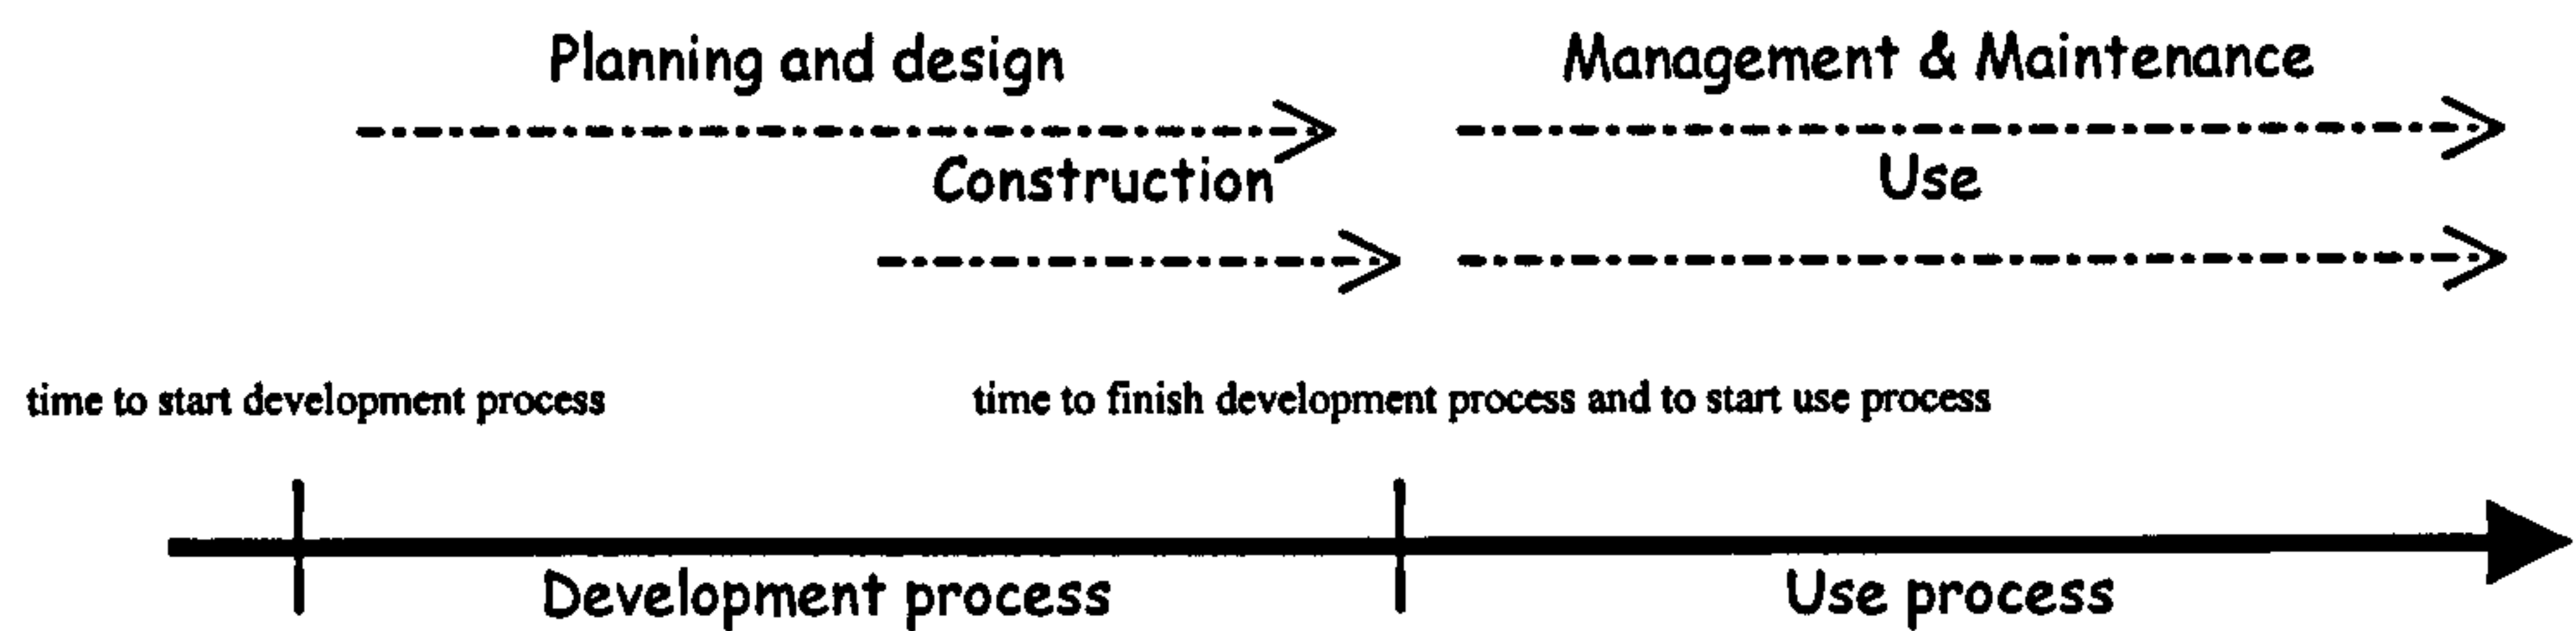 Planning and design
Management & Maintenance
Construction
Use
time to start development process
time to finish development process and to start use process
Development process
Use process